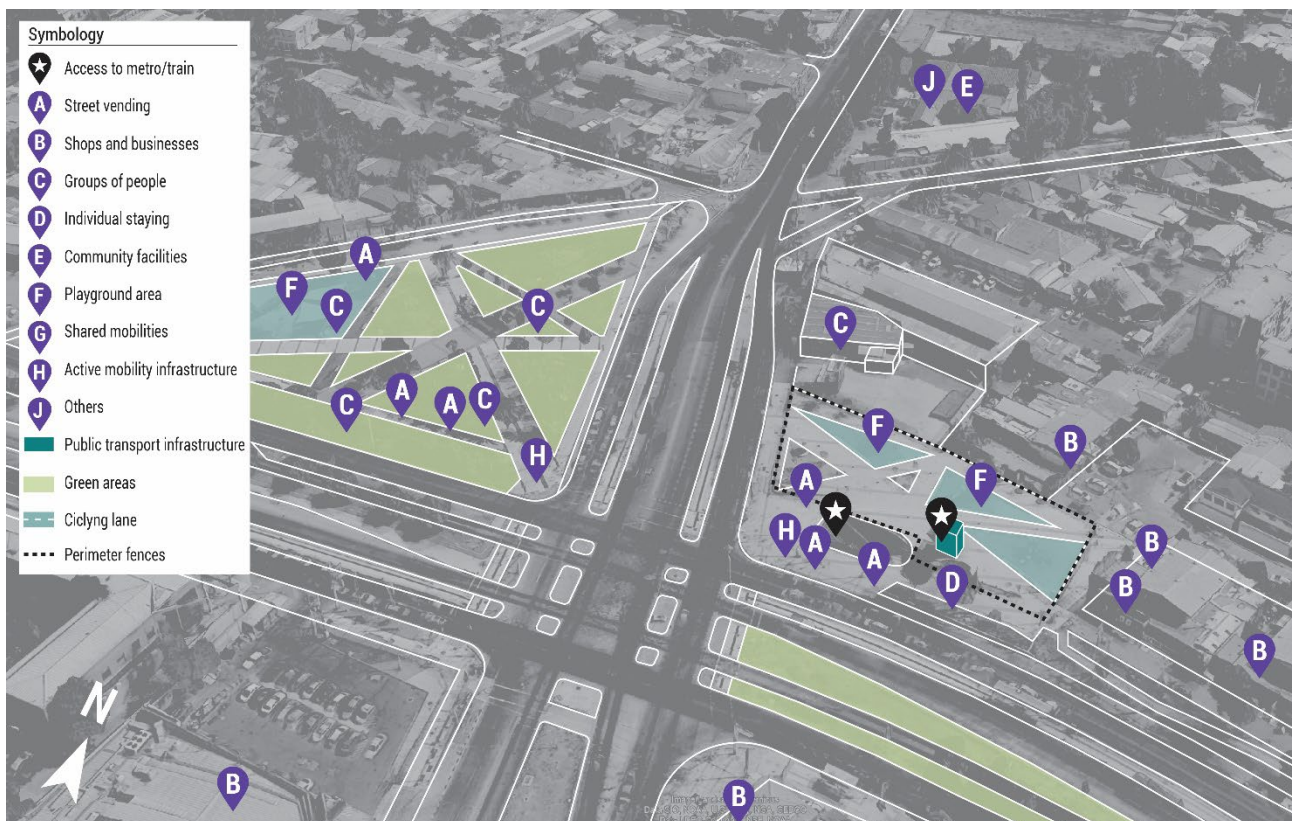 Symbology
Access to metro/train
A Street vending
B Shops and businesses
C Groups of people
D Individual staying
E Community facilities
F Playground area
G Shared mobilities
H Active mobility infrastructure
J Others
Public transport infrastructure
Green areas
Ciclyng lane
Perimeter fences
J E
A
F
C
C
C
A
A
C
C
H
F
B
F
A
H
A
A
D
B
B
B
N
B
B